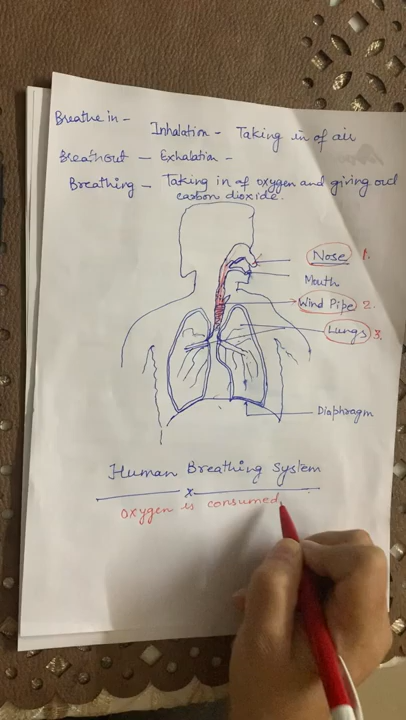 Breathe in -
Inhalation - Taking in of air
Breathout - Exhalation -
Breathing - Taking in of oxygen and giving out
carbon dioxide.
Nose 1.
Mouth
Wind Pipe 2.
Lungs 3.
Diaphragm
Human Breathing System
x
oxygen is consumed